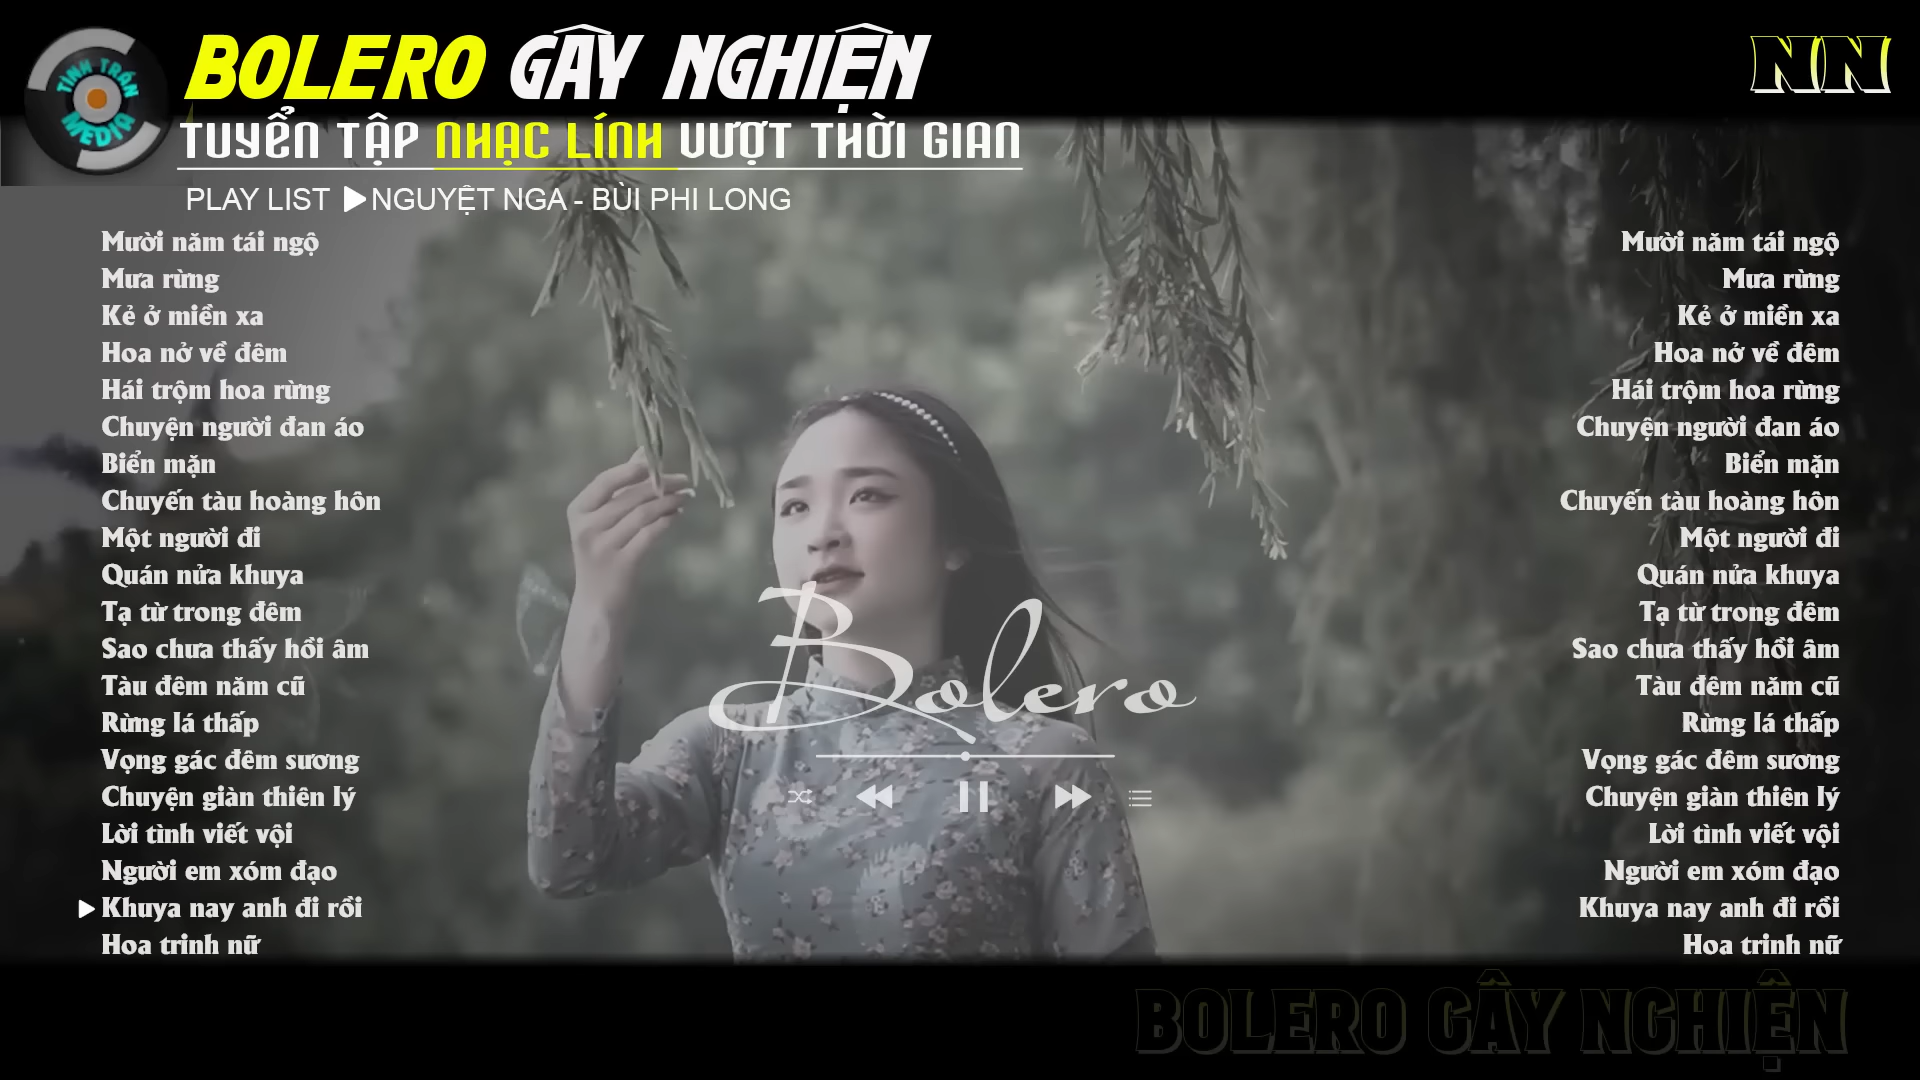 TÌNH TRẦN
MEDIA
BOLERO GÂY NGHIỆN
NN
TUYỂN TẬP NHẠC LÍNH VƯỢT THỜI GIAN
PLAY LIST ▶NGUYỆT NGA - BÙI PHI LONG
Mười năm tái ngộ
Mưa rừng
Kẻ ở miền xa
Hoa nở về đêm
Hái trộm hoa rừng
Chuyện người đan áo
Biển mặn
Chuyến tàu hoàng hôn
Một người đi
Quán nửa khuya
Tạ từ trong đêm
Sao chưa thấy hồi âm
Tàu đêm năm cũ
Rừng lá thấp
Vọng gác đêm sương
Chuyện giàn thiên lý
Lời tình viết vội
Người em xóm đạo
Khuya nay anh đi rồi
Hoa trinh nữ
Bolero
Mười năm tái ngộ
Mưa rừng
Kẻ ở miền xa
Hoa nở về đêm
Hái trộm hoa rừng
Chuyện người đan áo
Biển mặn
Chuyến tàu hoàng hôn
Một người đi
Quán nửa khuya
Tạ từ trong đêm
Sao chưa thấy hồi âm
Tàu đêm năm cũ
Rừng lá thấp
Vọng gác đêm sương
Chuyện giàn thiên lý
Lời tình viết vội
Người em xóm đạo
Khuya nay anh đi rồi
Hoa trinh nữ
BOLERO GÂY NGHIỆN